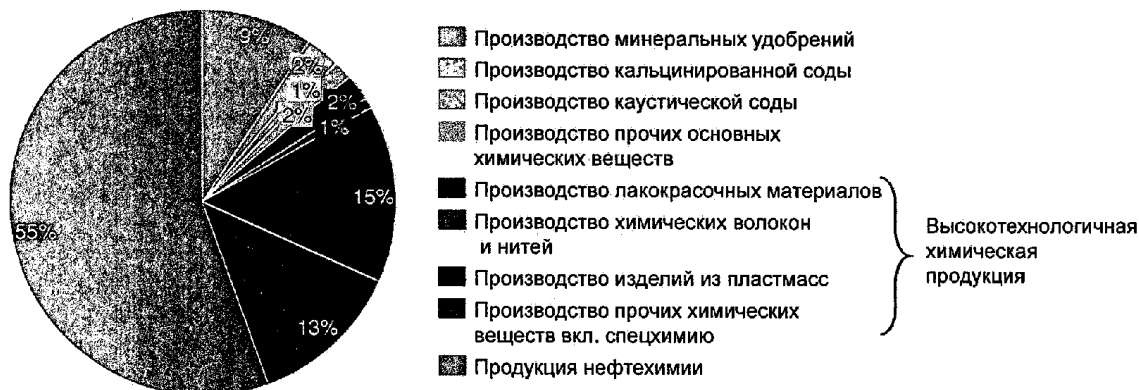 9%
2%
1%
2%
2%
1%
15%
13%
55%
Производство минеральных удобрений
Производство кальцинированной соды
Производство каустической соды
Производство прочих основных
химических веществ
Производство лакокрасочных материалов
Производство химических волокон
и нитей
Производство изделий из пластмасс
Производство прочих химических
веществ вкл. спецхимию
Продукция нефтехимии
Высокотехнологичная
химическая
продукция